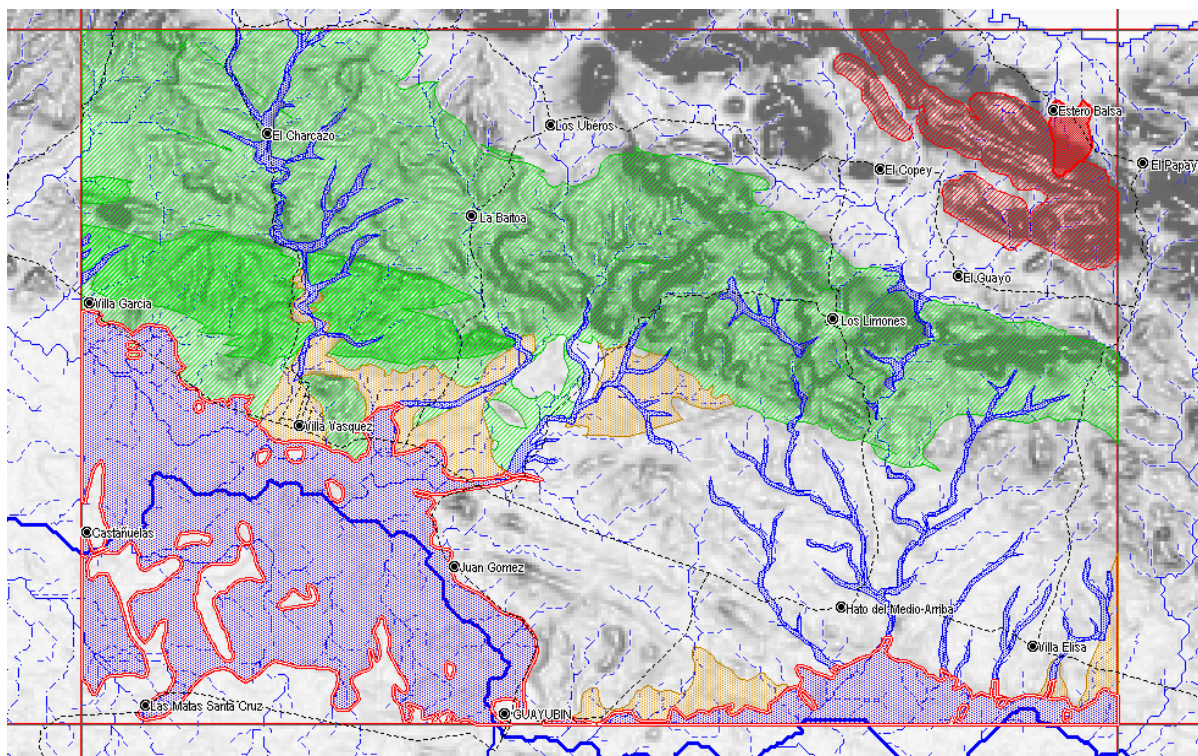 Estero Balsa
Los Uberos
El Charcazo
El Papay
El Copey
La Baitoa
El Guayo
Villa Garcia
Los Limones
Villa Vasquez
Castañuelas
Juan Gomez
Hato del Medio-Arriba
Villa Elisa
Las Matas Santa Cruz
GUAYUBIN